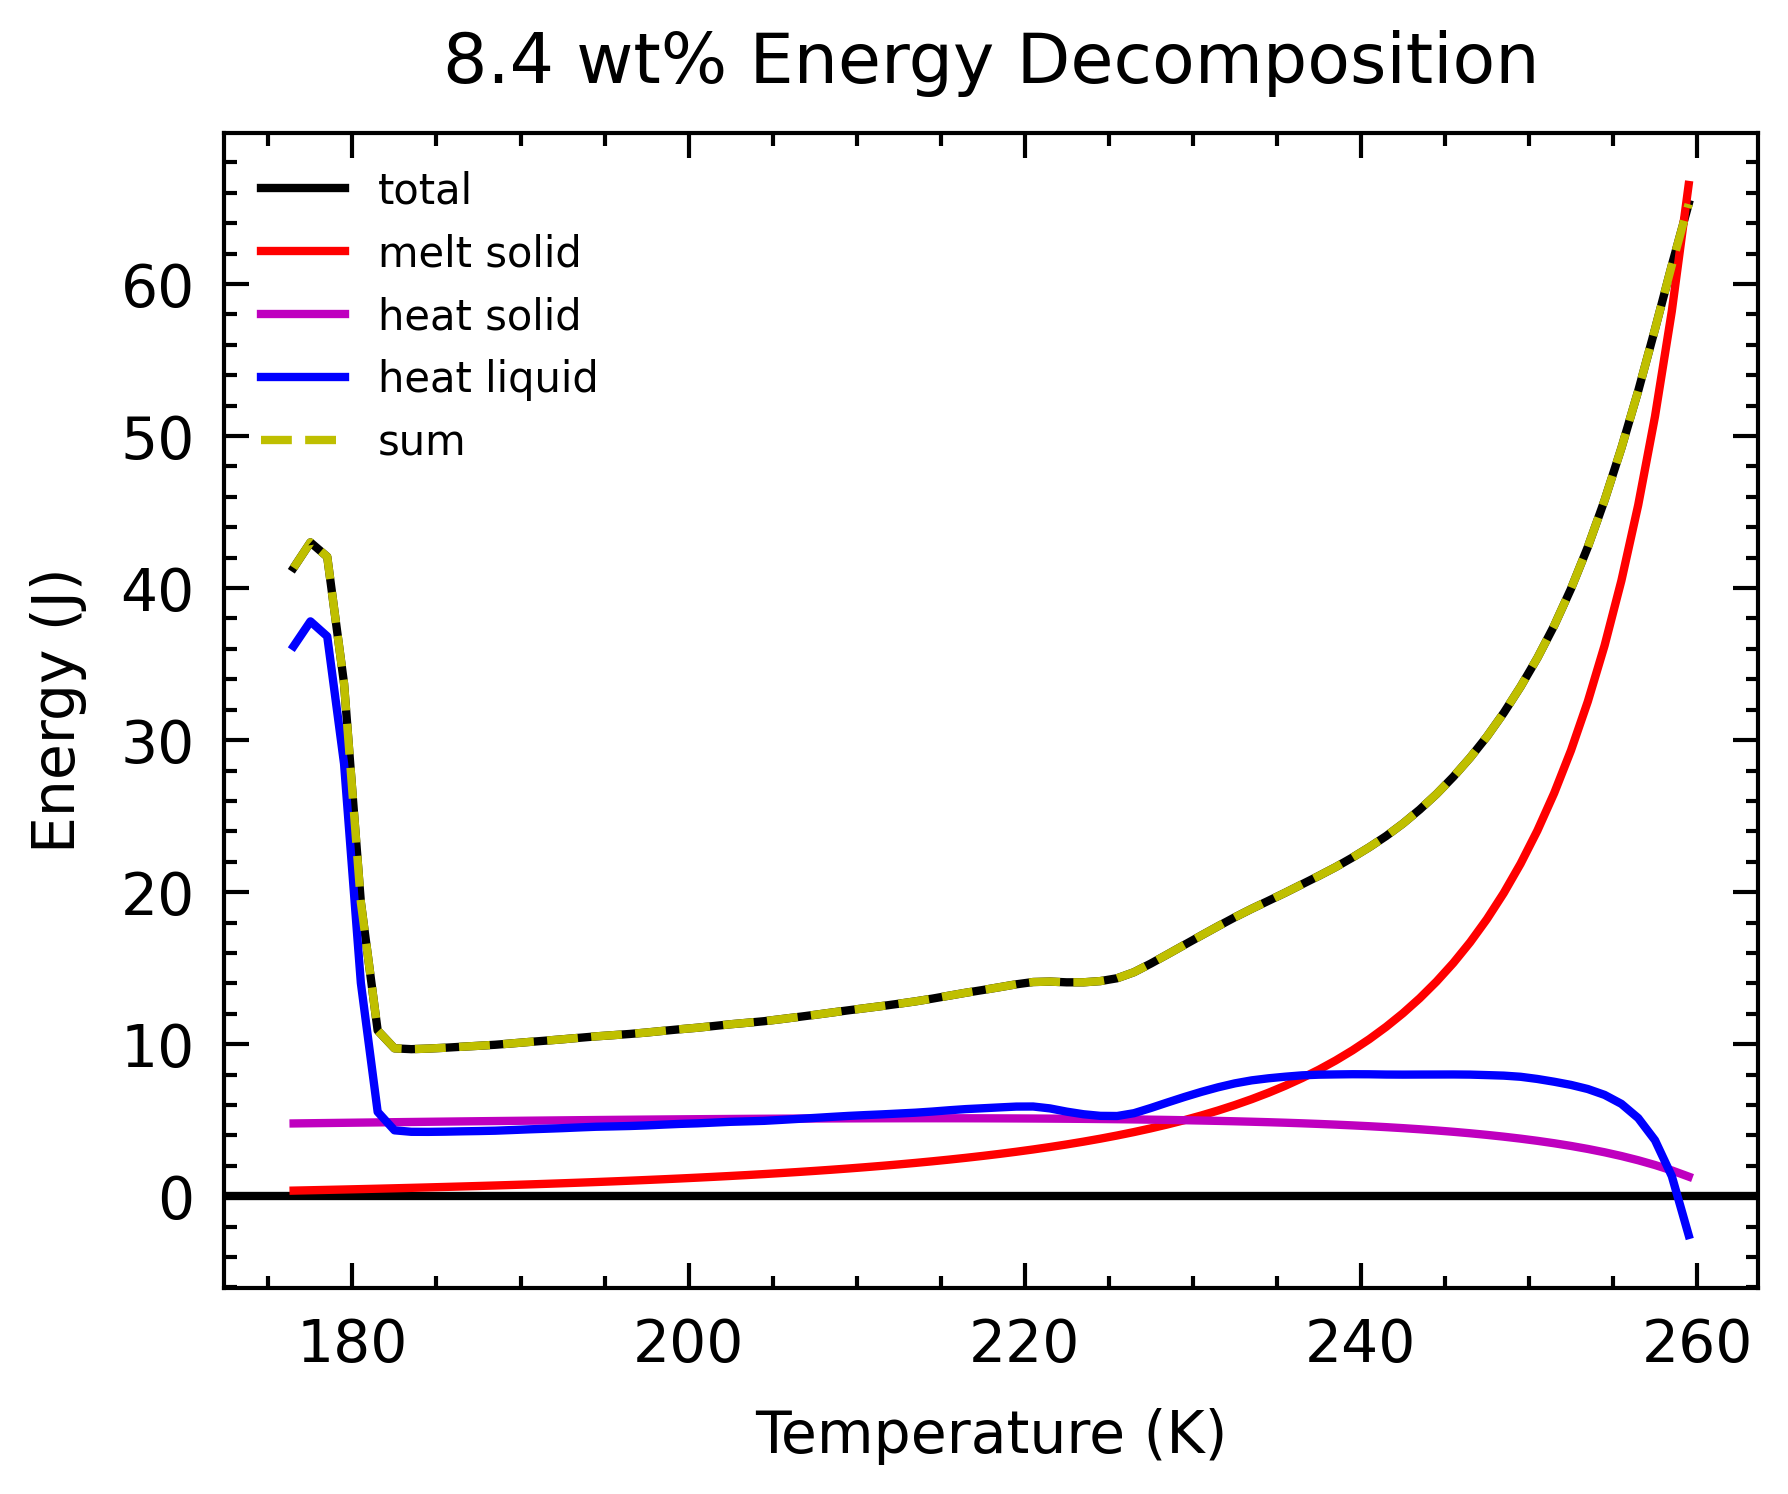 8.4 wt% Energy Decomposition
total
melt solid
heat solid
heat liquid
sum
Energy (J)
60
50
40
30
20
10
0
180 200 220 240 260
Temperature (K)